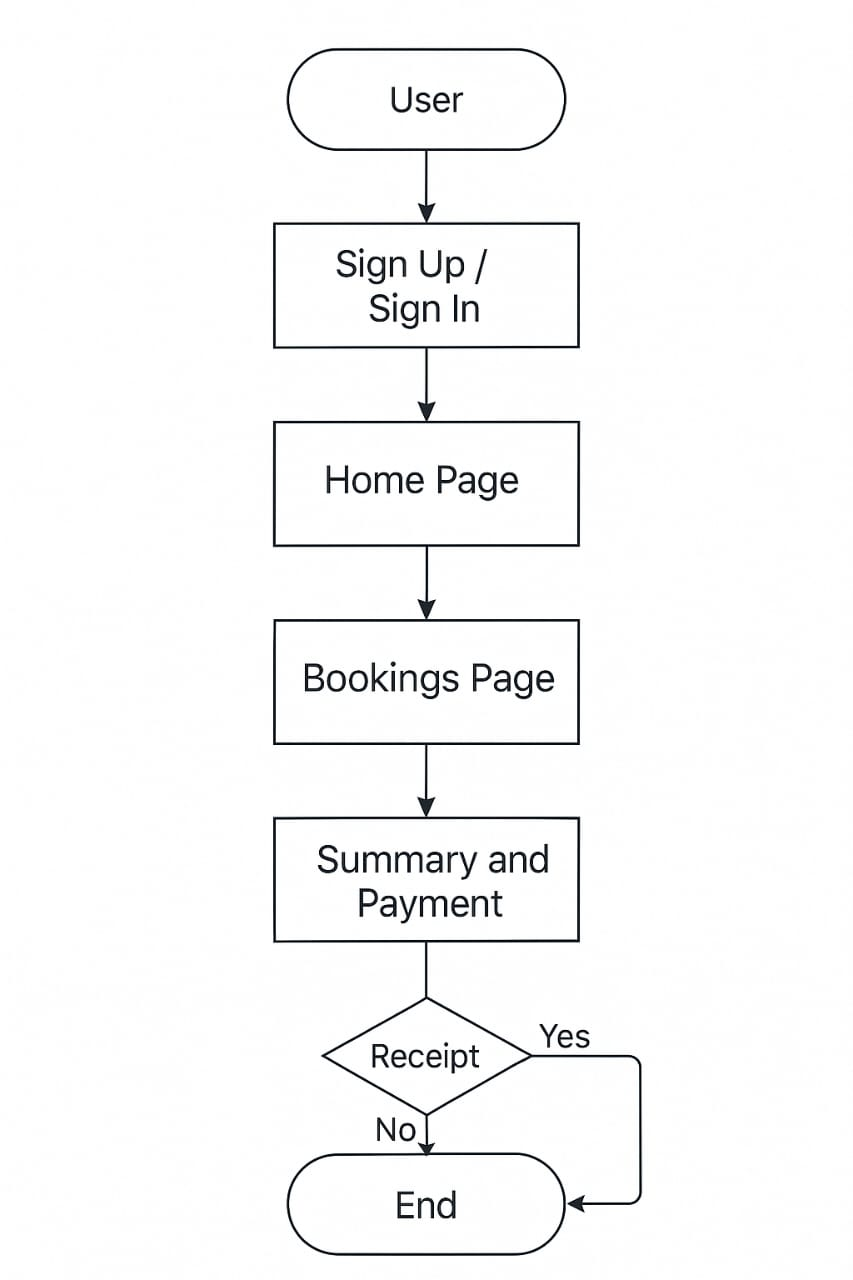 User
Sign Up /
Sign In
Home Page
Bookings Page
Summary and
Payment
Receipt
Yes
No
End